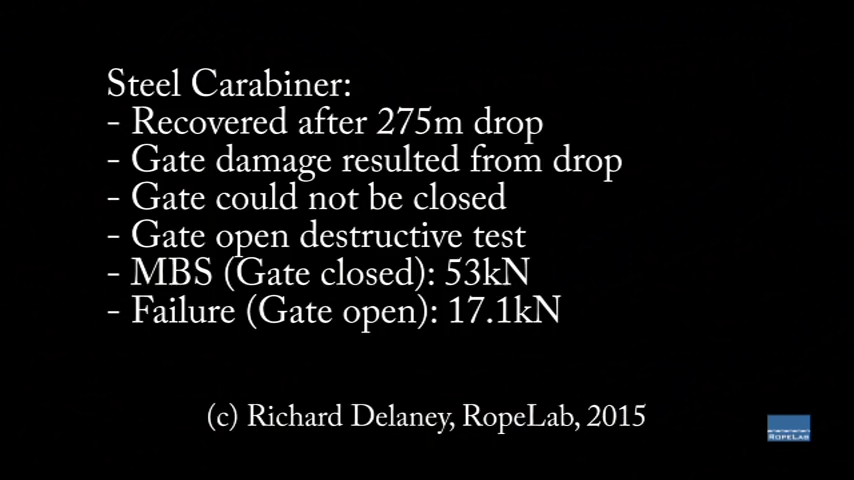 Steel Carabiner:
- Recovered after 275m drop
- Gate damage resulted from drop
- Gate could not be closed
- Gate open destructive test
- MBS (Gate closed): 53kN
- Failure (Gate open): 17.1kN
(c) Richard Delaney, RopeLab, 2015
ROPELAB